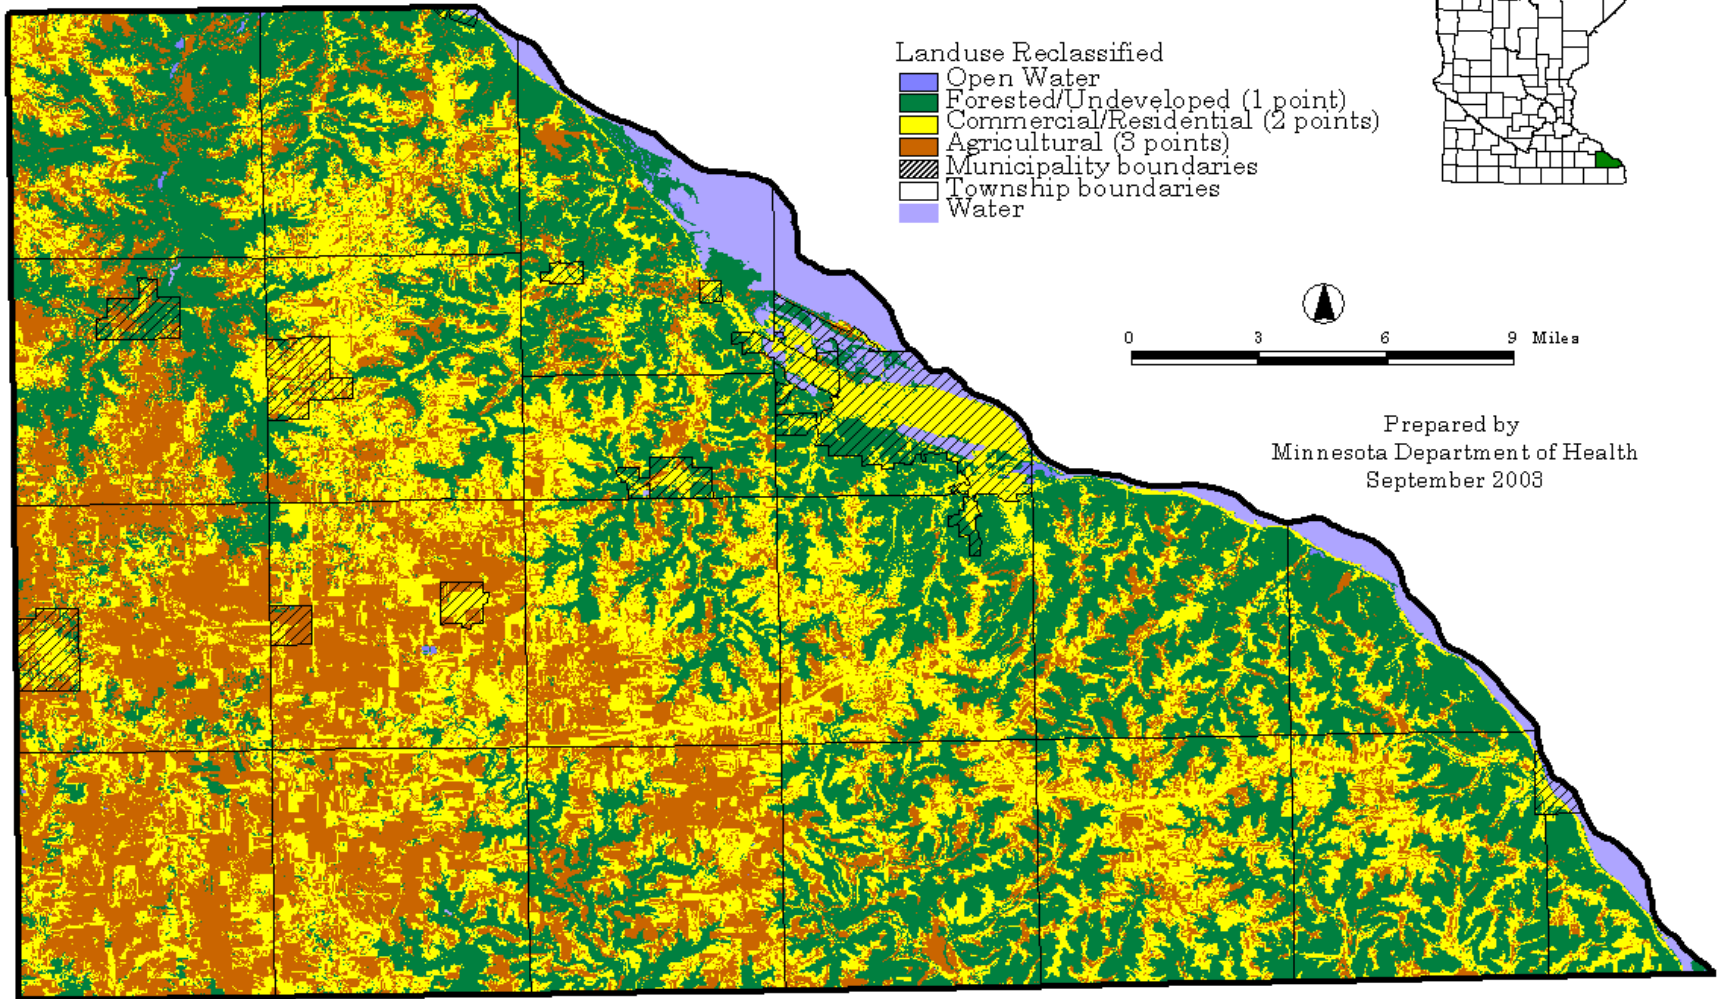 Landuse Reclassified
Open Water
Forested/Undeveloped (1 point)
Commercial/Residential (2 points)
Agricultural (3 points)
Municipality boundaries
Township boundaries
Water
0 3 6 9 Miles
Prepared by
Minnesota Department of Health
September 2003